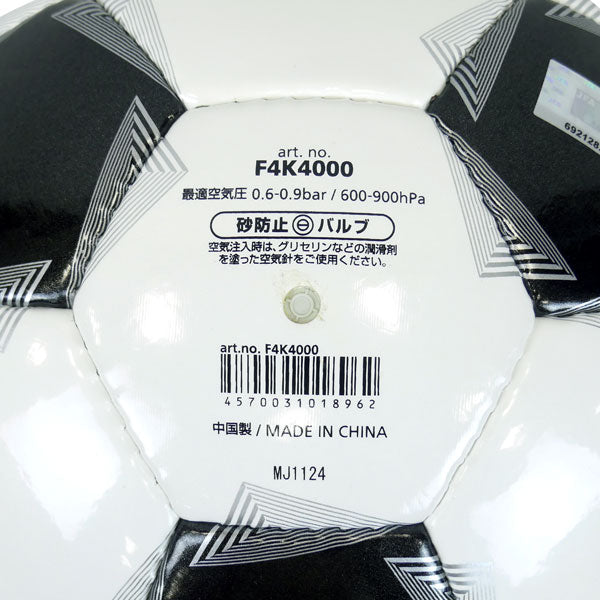 art. no.
F4K4000
最適空気圧 0.6-0.9bar / 600-900hPa
砂防止 バルブ
空気注入時は、グリセリンなどの潤滑剤
を塗った空気針をご使用ください。
art.no. F4K4000
4570031018962
中国製 / MADE IN CHINA
MJ1124